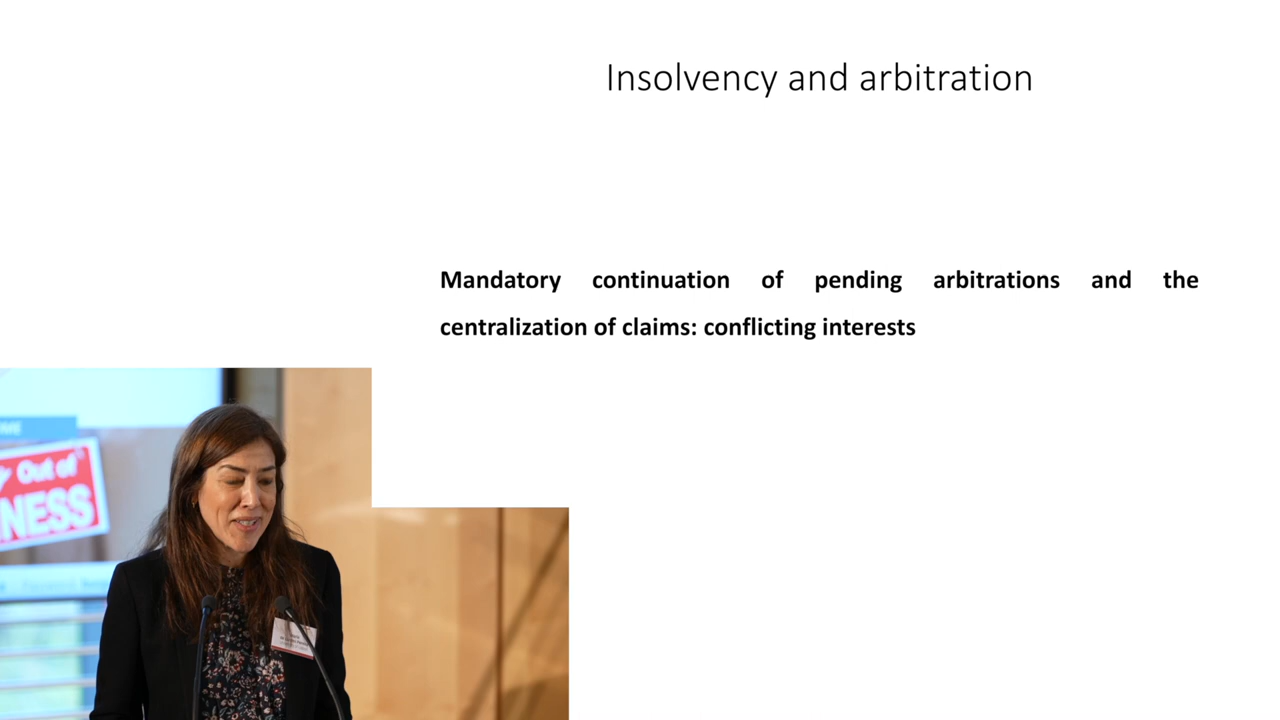 Insolvency and arbitration
Mandatory continuation of pending arbitrations and the
centralization of claims: conflicting interests
Out of
NESS